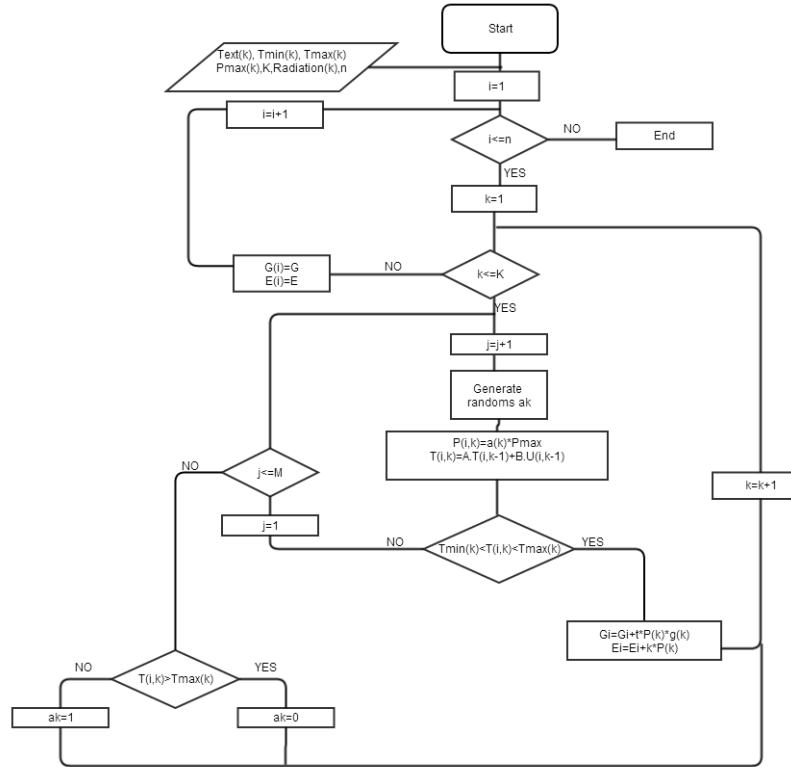 Start
Text(k), Tmin(k), Tmax(k)
Pmax(k),K,Radiation(k),n
i=1
i=i+1
i<=n
NO
End
YES
k=1
G(i)=G
E(i)=E
NO
k<=K
YES
j=j+1
Generate
randoms ak
P(i,k)=a(k)*Pmax
T(i,k)=A.T(i,k-1)+B.U(i,k-1)
NO
j<=M
k=k+1
j=1
NO
Tmin(k)<T(i,k)<Tmax(k)
YES
Gi=Gi+t*P(k)*g(k)
Ei=Ei+k*P(k)
NO
T(i,k)>Tmax(k)
YES
ak=1
ak=0